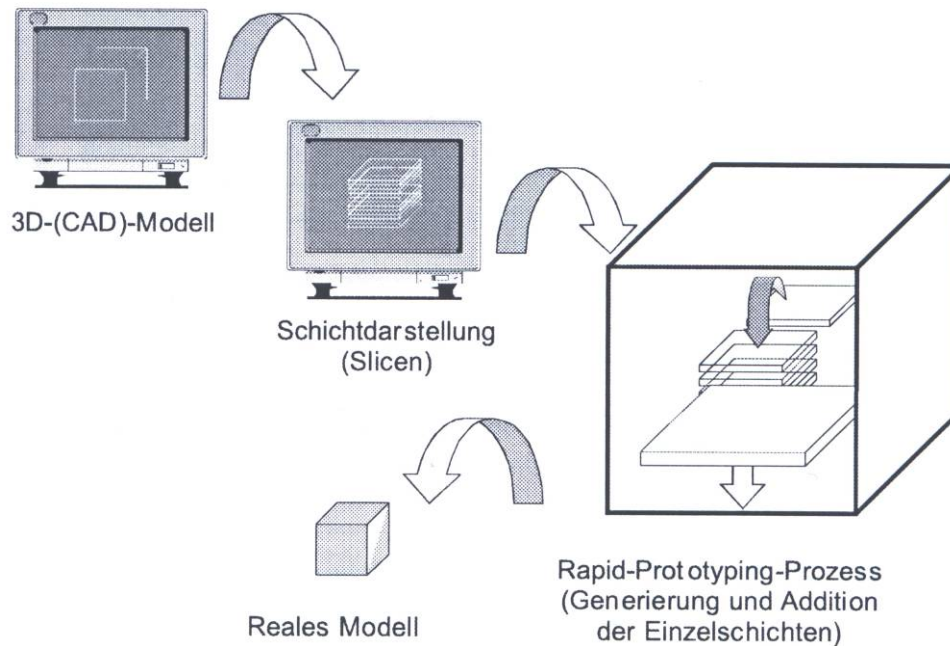 3D-(CAD)-Modell
Schichtdarstellung
(Slicen)
Rapid-Prototyping-Prozess
(Generierung und Addition
der Einzelschichten)
Reales Modell